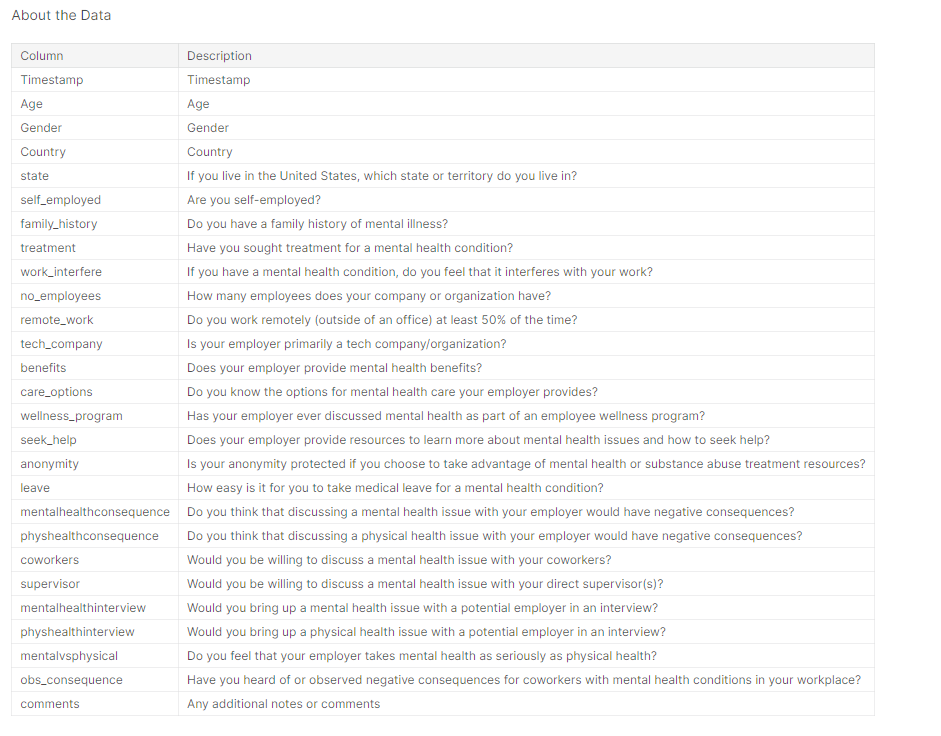 About the Data
Column Description
Timestamp Timestamp
Age Age
Gender Gender
Country Country
state If you live in the United States, which state or territory do you live in?
self_employed Are you self-employed?
family_history Do you have a family history of mental illness?
treatment Have you sought treatment for a mental health condition?
work_interfere If you have a mental health condition, do you feel that it interferes with your work?
no_employees How many employees does your company or organization have?
remote_work Do you work remotely (outside of an office) at least 50% of the time?
tech_company Is your employer primarily a tech company/organization?
benefits Does your employer provide mental health benefits?
care_options Do you know the options for mental health care your employer provides?
wellness_program Has your employer ever discussed mental health as part of an employee wellness program?
seek_help Does your employer provide resources to learn more about mental health issues and how to seek help?
anonymity Is your anonymity protected if you choose to take advantage of mental health or substance abuse treatment resources?
leave How easy is it for you to take medical leave for a mental health condition?
mentalhealthconsequence Do you think that discussing a mental health issue with your employer would have negative consequences?
physhealthconsequence Do you think that discussing a physical health issue with your employer would have negative consequences?
coworkers Would you be willing to discuss a mental health issue with your coworkers?
supervisor Would you be willing to discuss a mental health issue with your direct supervisor(s)?
mentalhealthinterview Would you bring up a mental health issue with a potential employer in an interview?
physhealthinterview Would you bring up a physical health issue with a potential employer in an interview?
mentalvsphysical Do you feel that your employer takes mental health as seriously as physical health?
obs_consequence Have you heard of or observed negative consequences for coworkers with mental health conditions in your workplace?
comments Any additional notes or comments